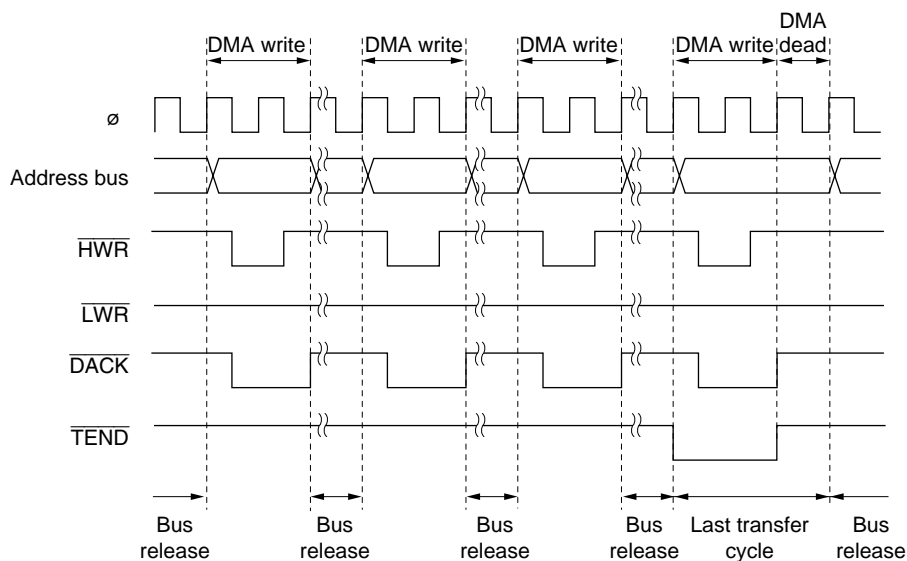 DMA
DMA write DMA write DMA write DMA write dead
ø
Address bus
HWR
LWR
DACK
TEND
Bus release
Bus release
Bus release
Bus release
Last transfer cycle
Bus release